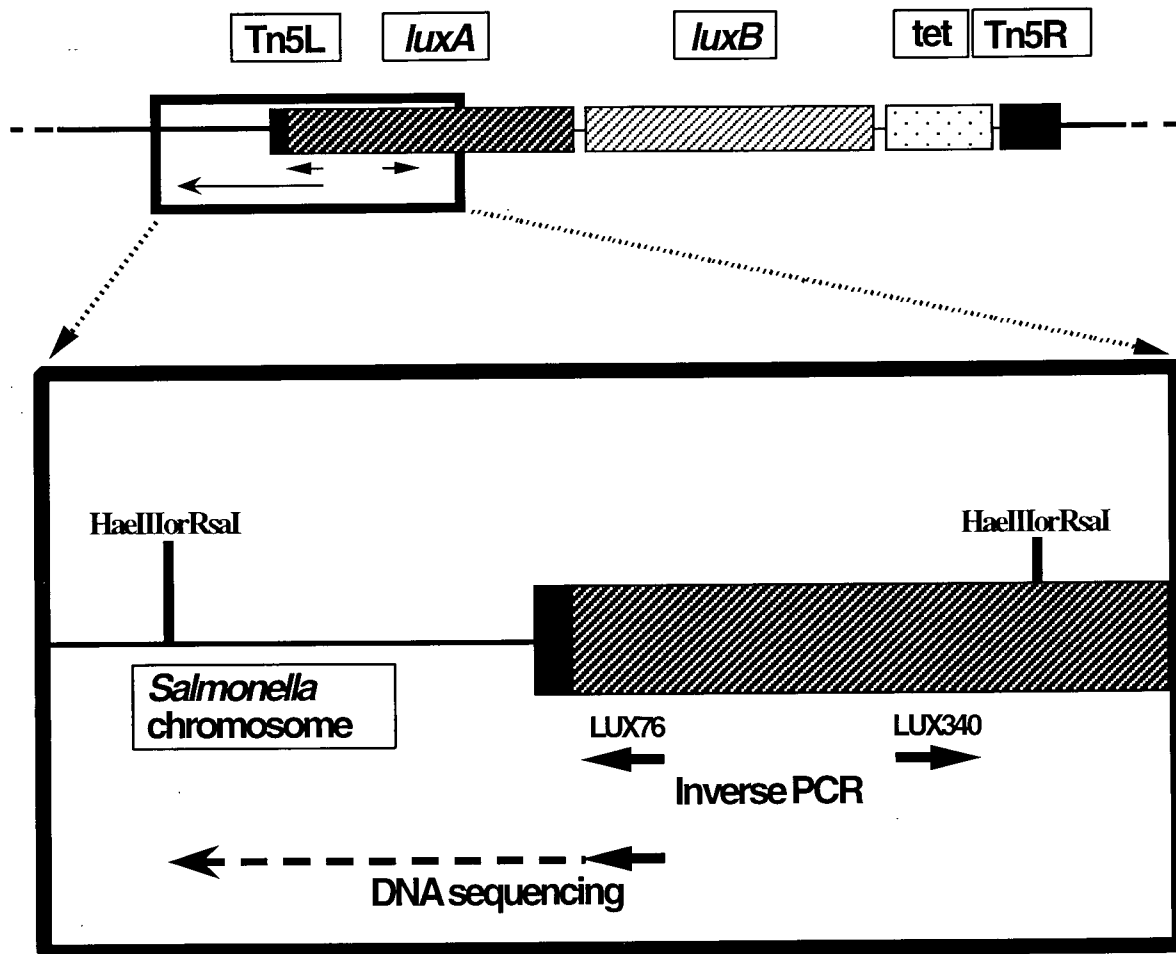 Tn5L luxA luxB tet Tn5R
HaeIIIorRsaI HaeIIIorRsaI
Salmonella
chromosome
LUX76 LUX340
Inverse PCR
DNA sequencing